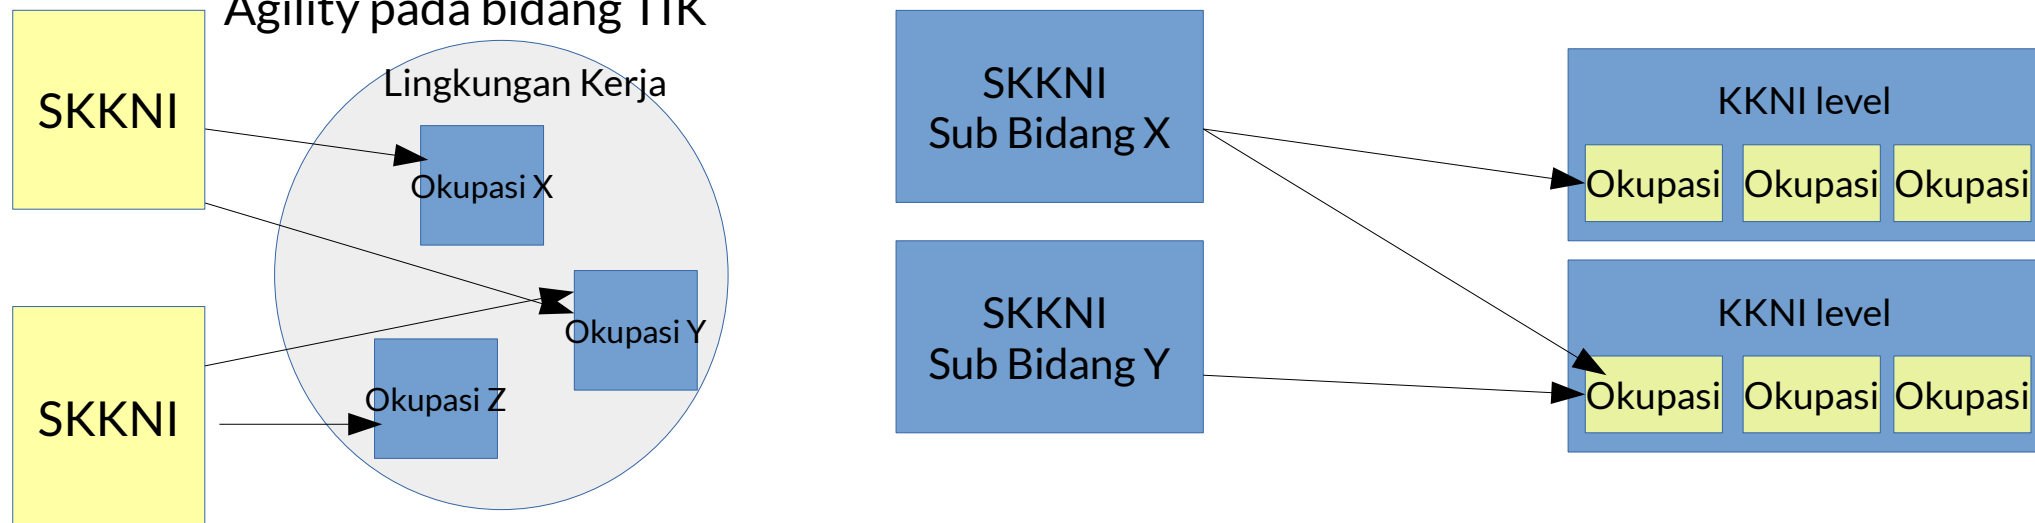 Agility pada bidang TIK
SKKNI
Lingkungan Kerja
Okupasi X
Okupasi Y
SKKNI
Okupasi Z
SKKNI
Sub Bidang X
KKNI level
Okupasi
Okupasi
Okupasi
SKKNI
Sub Bidang Y
KKNI level
Okupasi
Okupasi
Okupasi